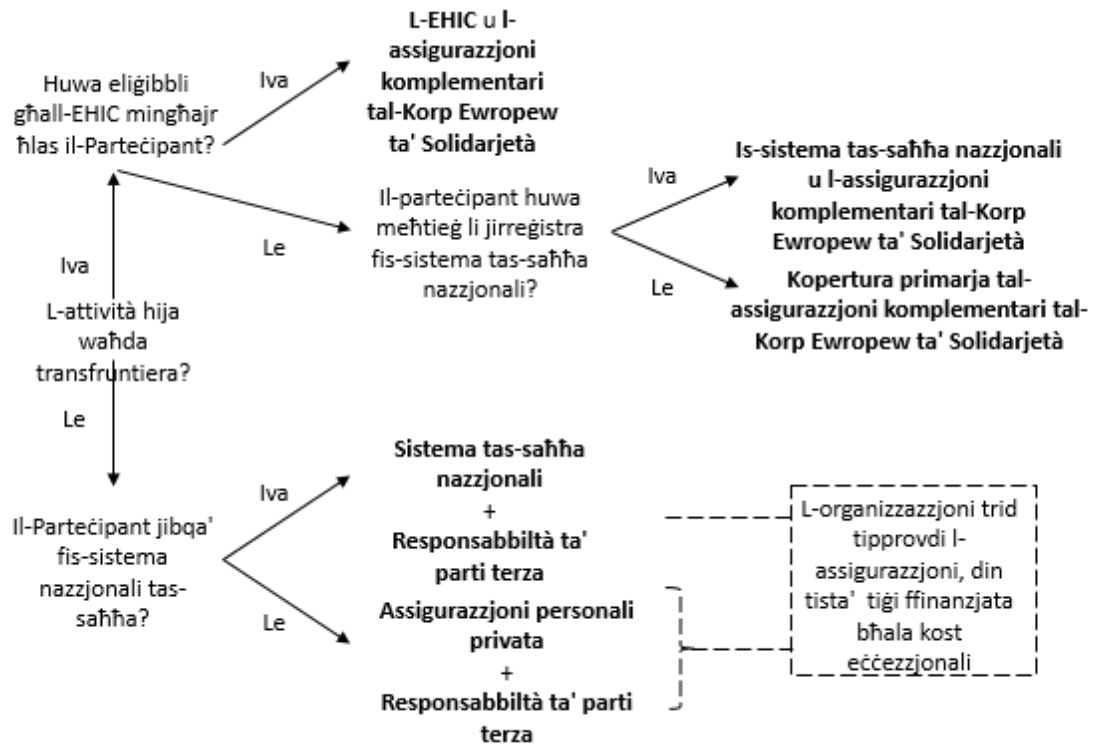 L-EHIC u l-
assigurazzjoni
komplementari
tal-Korp Ewropew
ta' Solidarjetà
Iva
Huwa eliġibbli
għall-EHIC mingħajr
ħlas il-Parteċipant?
Is-sistema tas-saħħa nazzjonali
u l-assigurazzjoni
komplementari tal-Korp
Ewropew ta' Solidarjetà
Iva
Il-parteċipant huwa
meħtieġ li jirreġistra
fis-sistema tas-saħħa
nazzjonali?
Le
Le
Kopertura primarja tal-
assigurazzjoni komplementari tal-
Korp Ewropew ta' Solidarjetà
Iva
L-attività hija
waħda
transfruntiera?
Le
Sistema tas-saħħa
nazzjonali
+
Responsabbiltà ta'
parti terza
Iva
Il-Parteċipant jibqa'
fis-sistema
nazzjonali tas-
saħħa?
Le
Assigurazzjoni personali
privata
+
Responsabbiltà ta' parti
terza
L-organizzazzjoni trid
tipprovdi l-
assigurazzjoni, din
tista' tiġi ffinanzjata
bħala kost
eċċezzjonali